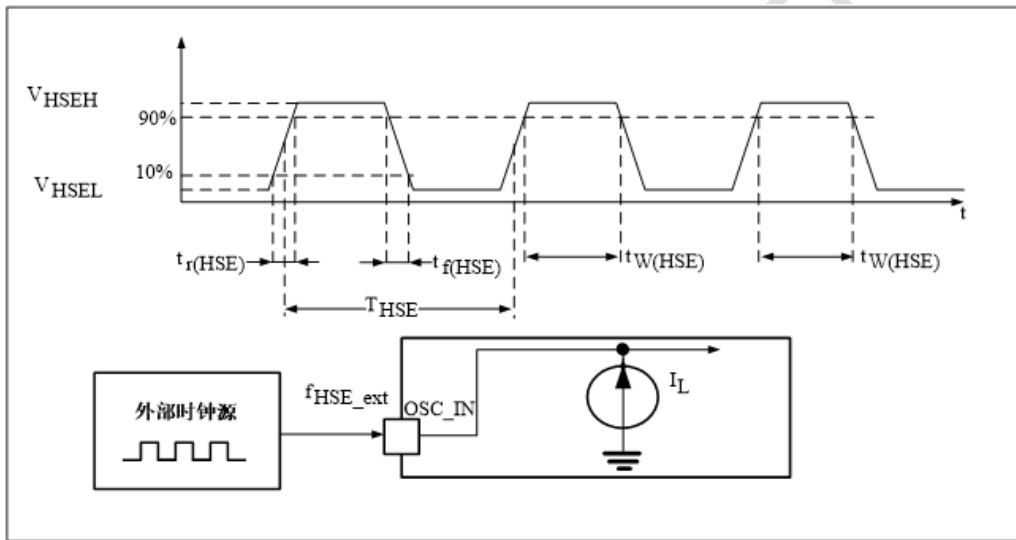 VHSEH
90%
10%
VHSEL
t
tr(HSE)
tf(HSE)
tW(HSE)
tW(HSE)
THSE
外部时钟源
fHSE_ext
OSC_IN
IL